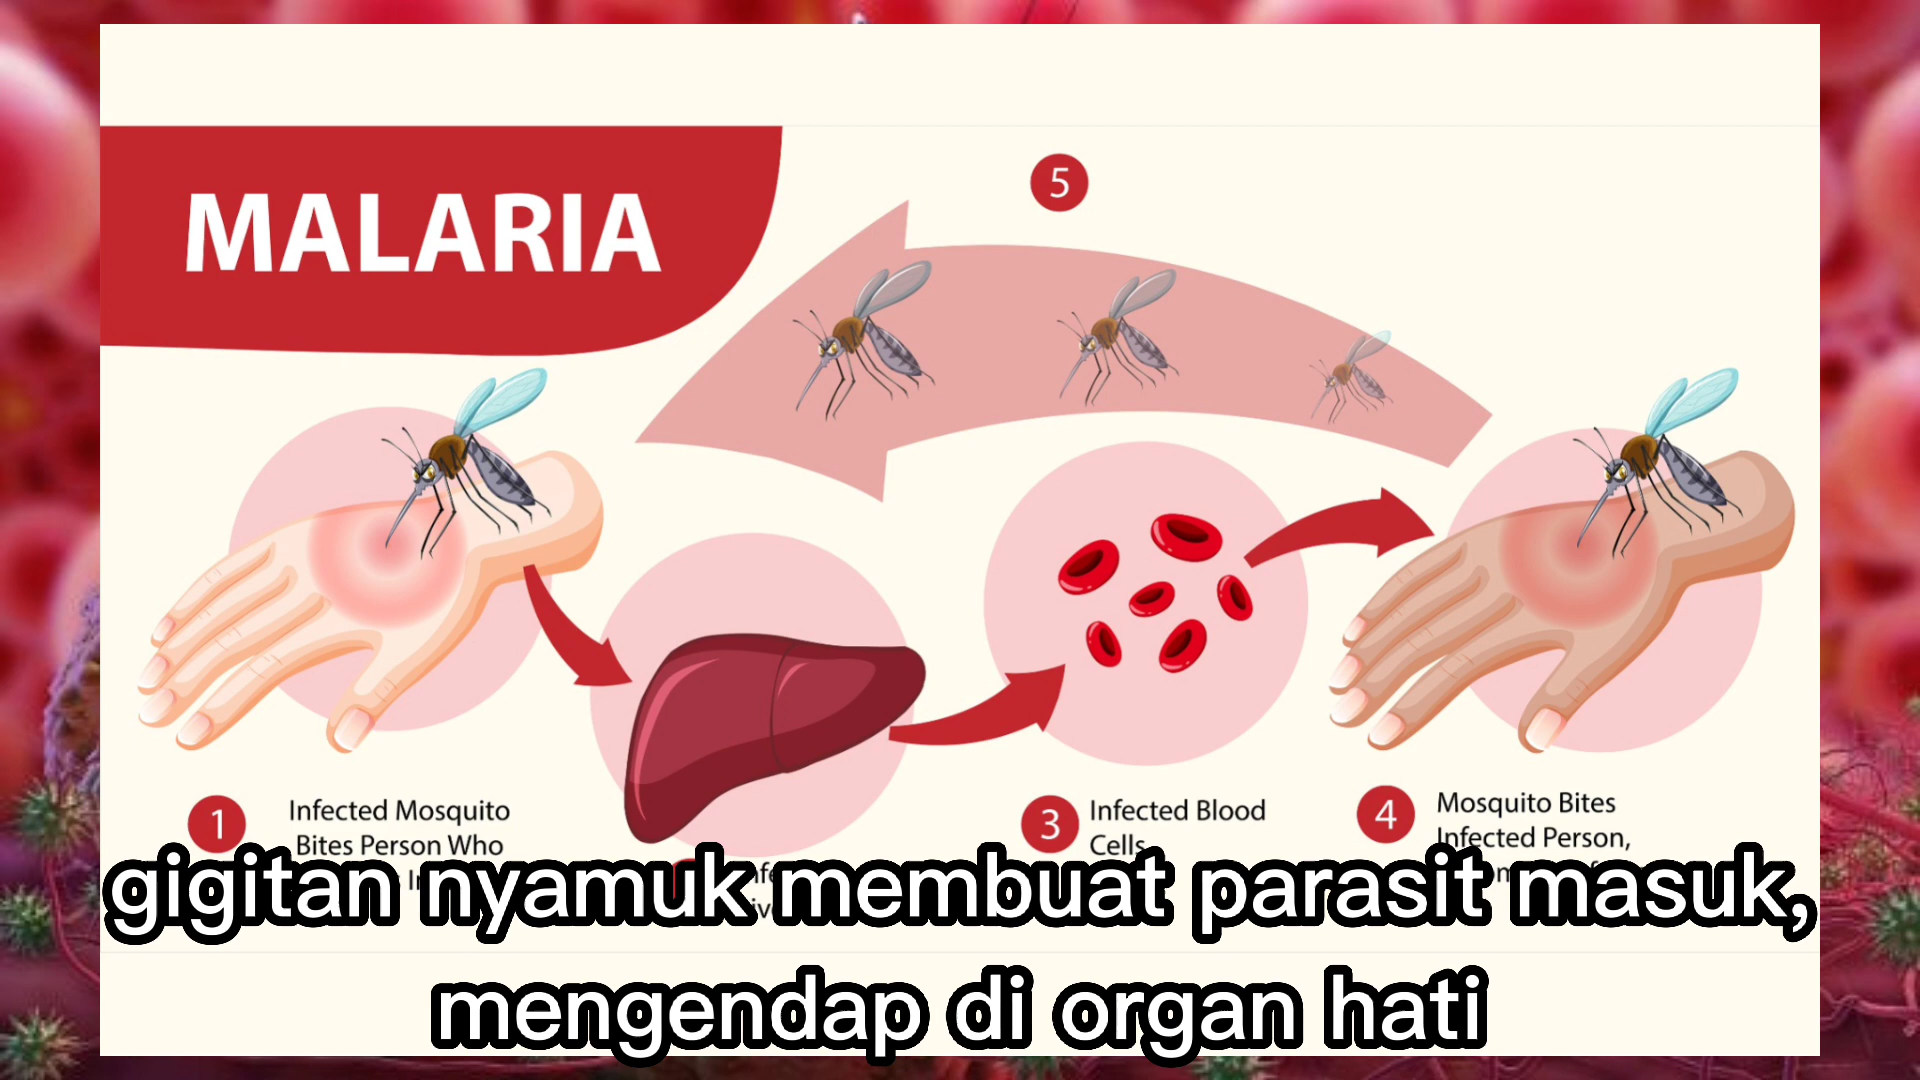 MALARIA
5
1
Infected Mosquito
Bites Person Who
3
Infected Blood
Cells
4
Mosquito Bites
Infected Person,
gigitan nyamuk membuat parasit masuk,
mengendap di organ hati